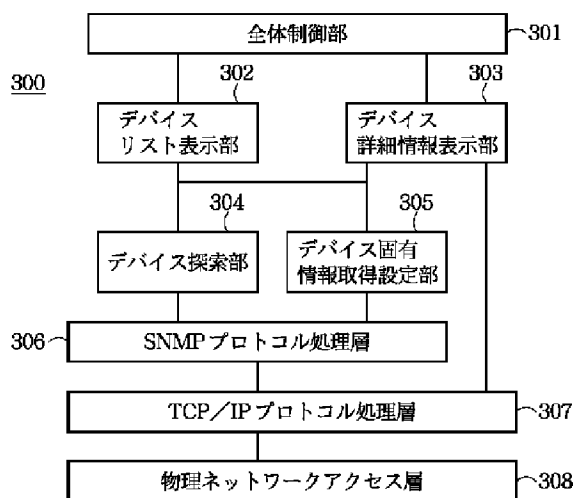 全体制御部
301
300
302
303
デバイス
リスト表示部
デバイス
詳細情報表示部
304
305
デバイス探索部
デバイス固有
情報取得設定部
306
SNMPプロトコル処理層
TCP/IPプロトコル処理層
307
物理ネットワークアクセス層
308